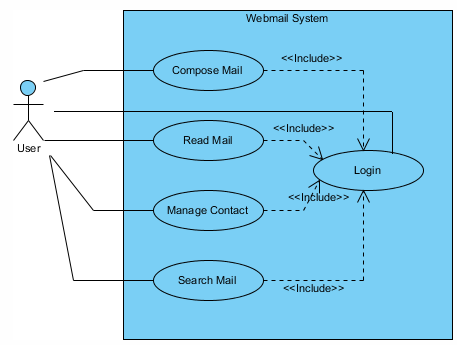 Webmail System
<<Include>>
Compose Mail
<<Include>>
User
Read Mail
Login
<<Include>>
Manage Contact
Search Mail
<<Include>>